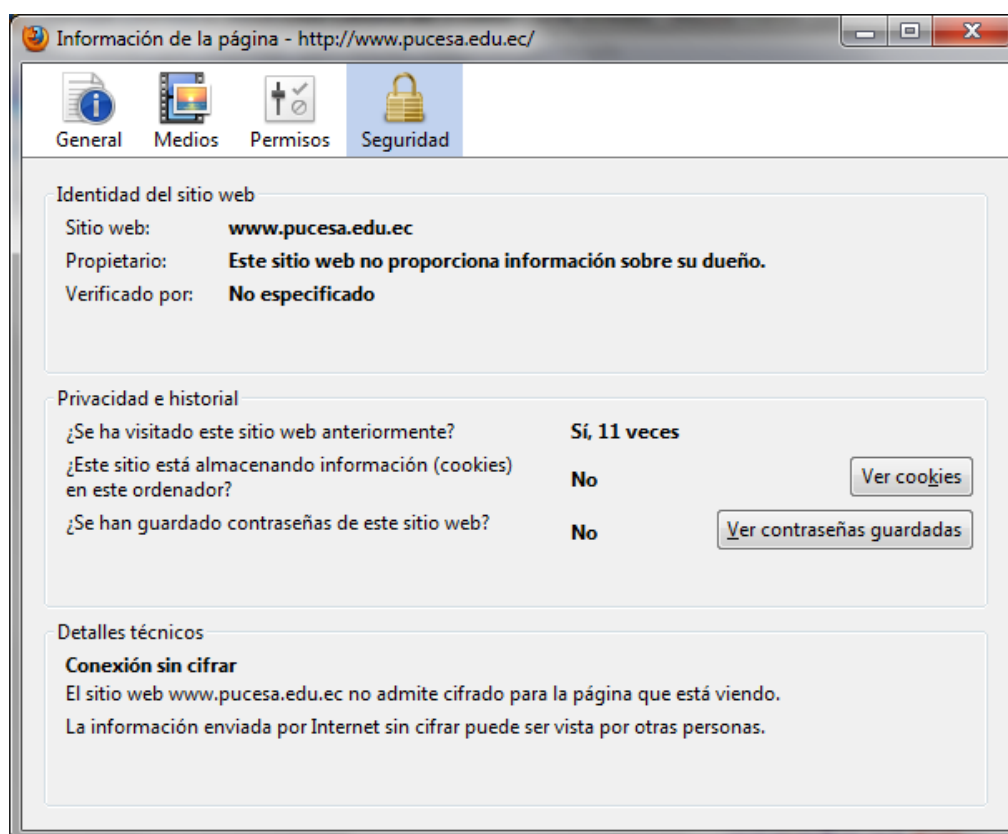 Información de la página - http://www.pucesa.edu.ec/
General Medios Permisos Seguridad
Identidad del sitio web
Sitio web: www.pucesa.edu.ec
Propietario: Este sitio web no proporciona información sobre su dueño.
Verificado por: No especificado
Privacidad e historial
¿Se ha visitado este sitio web anteriormente? Sí, 11 veces
¿Este sitio está almacenando información (cookies)
en este ordenador? No Ver cookies
¿Se han guardado contraseñas de este sitio web? No Ver contraseñas guardadas
Detalles técnicos
Conexión sin cifrar
El sitio web www.pucesa.edu.ec no admite cifrado para la página que está viendo.
La información enviada por Internet sin cifrar puede ser vista por otras personas.